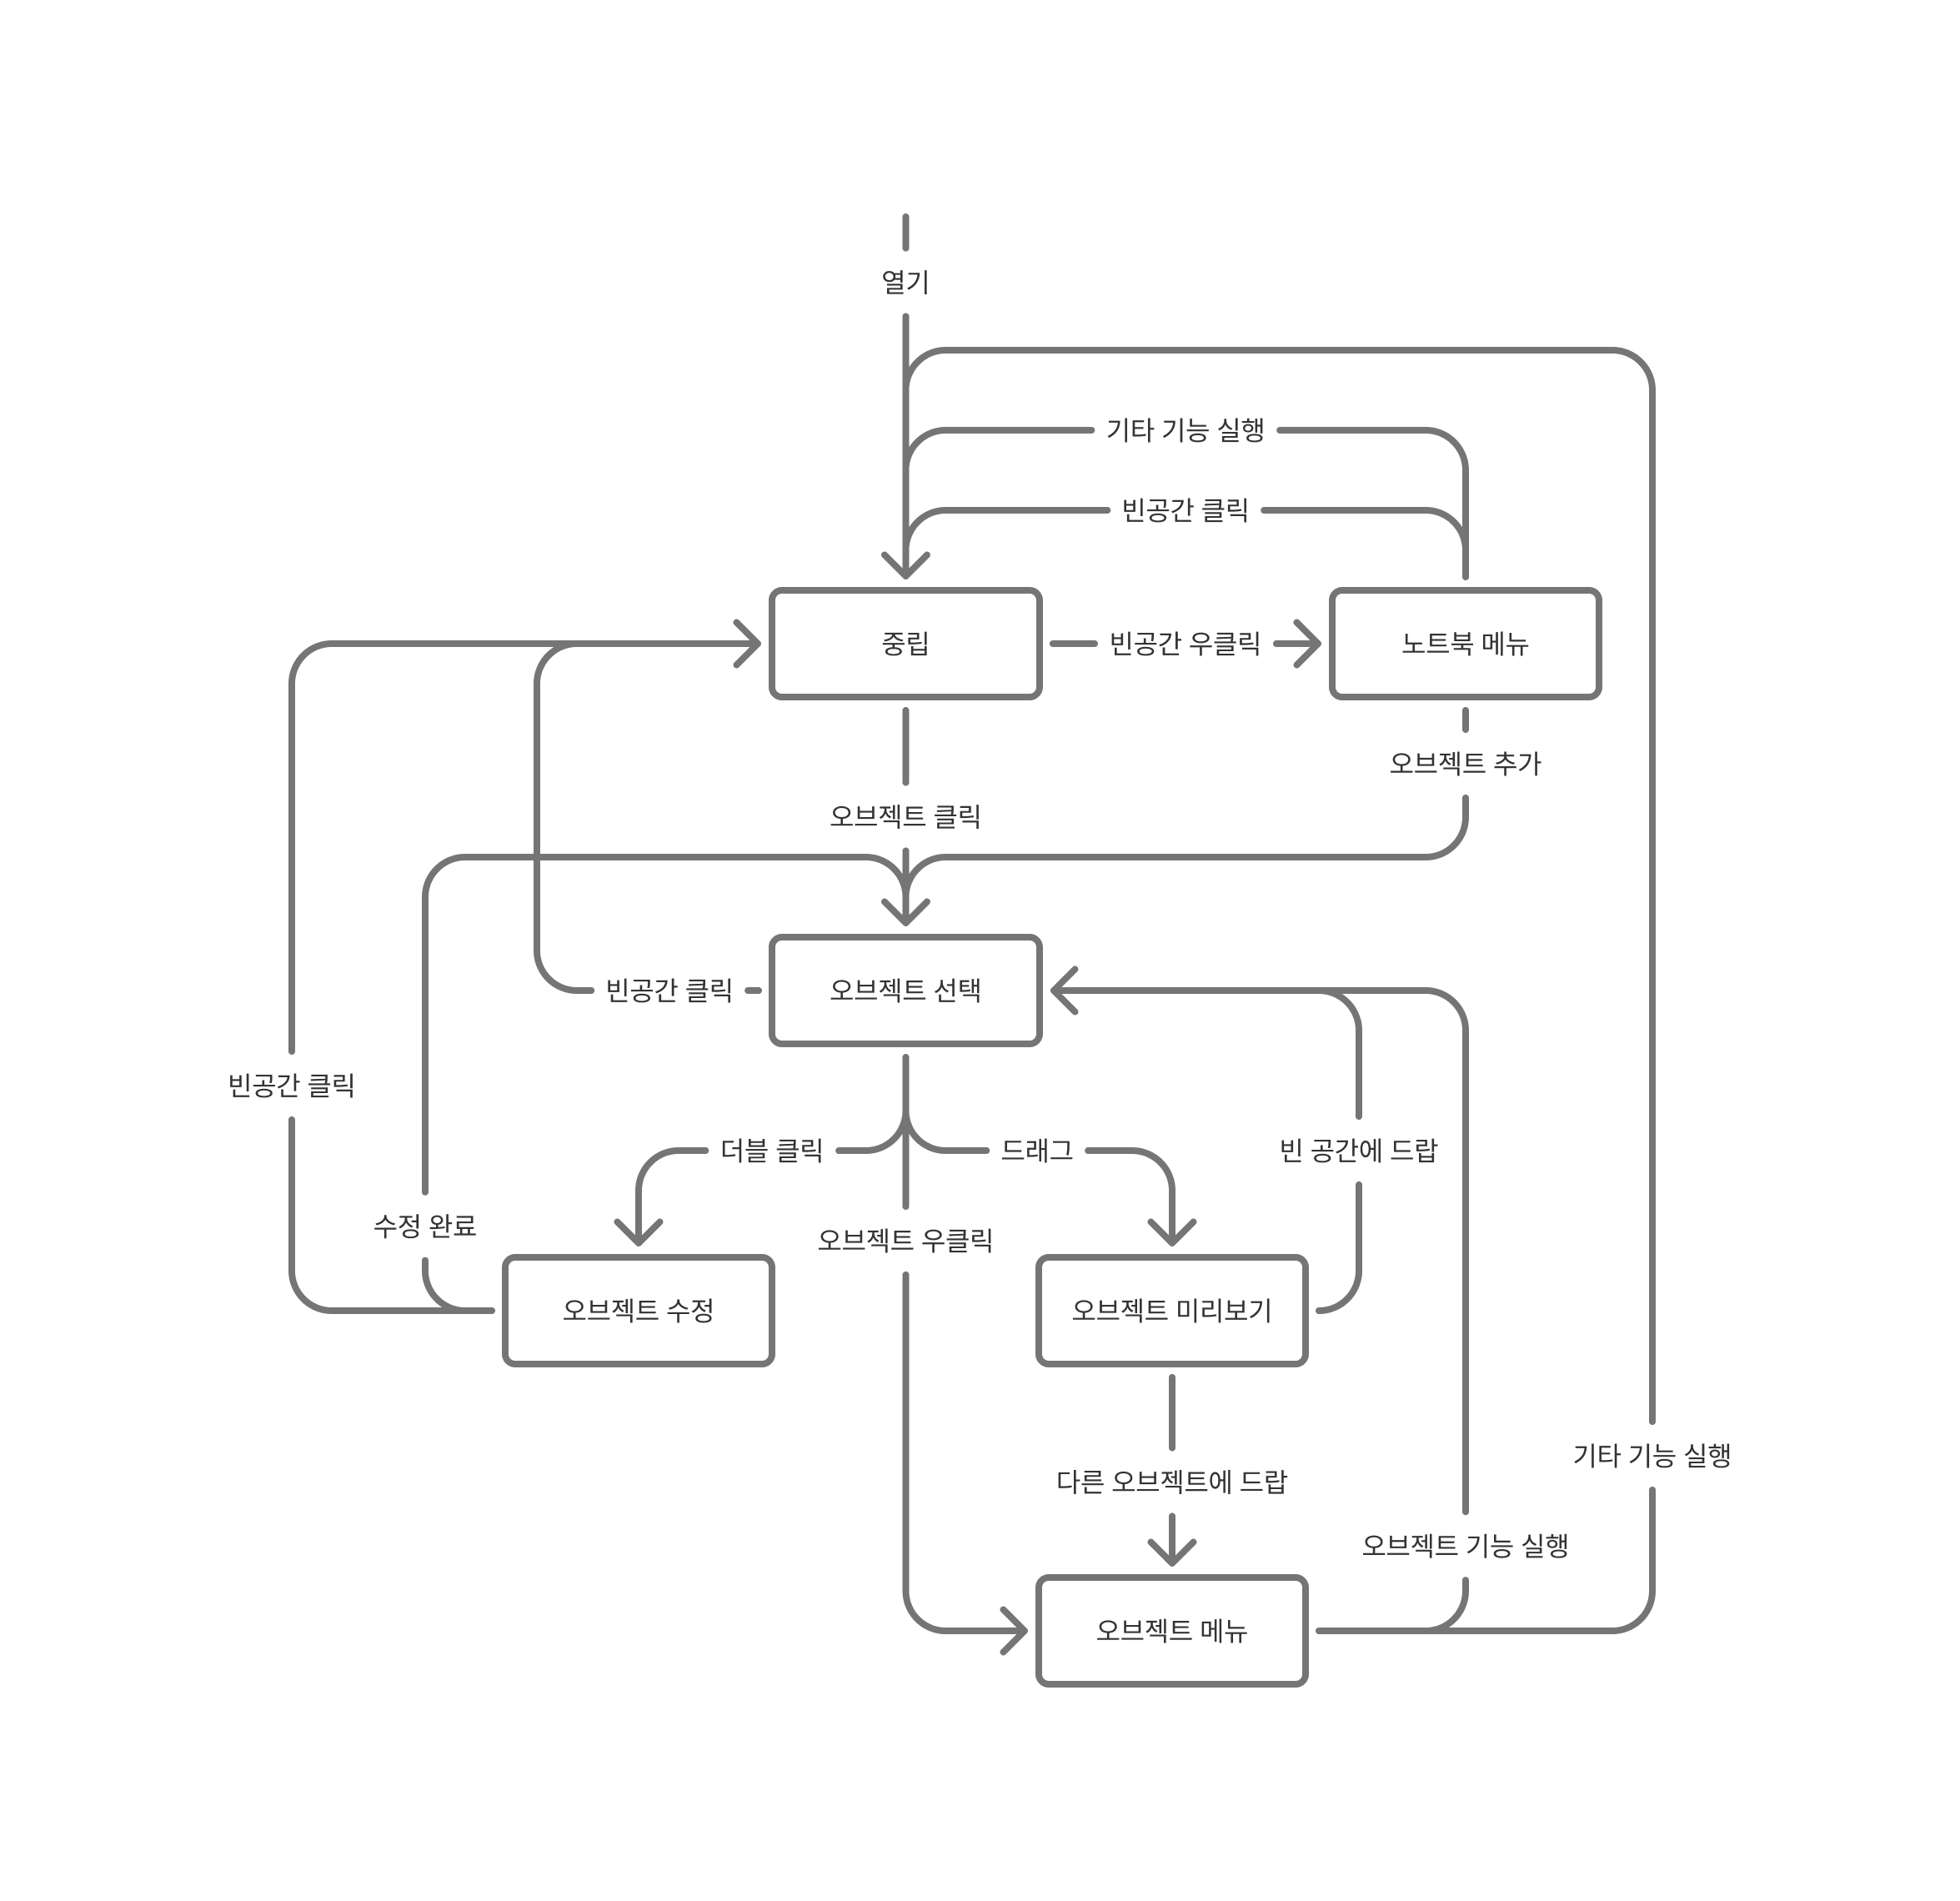 열기
기타 기능 실행
빈공간 클릭
중립
빈공간 우클릭
노트북 메뉴
오브젝트 추가
오브젝트 클릭
빈공간 클릭
오브젝트 선택
빈공간 클릭
더블 클릭
드래그
빈 공간에 드랍
수정 완료
오브젝트 우클릭
오브젝트 수정
오브젝트 미리보기
기타 기능 실행
다른 오브젝트에 드랍
오브젝트 기능 실행
오브젝트 메뉴